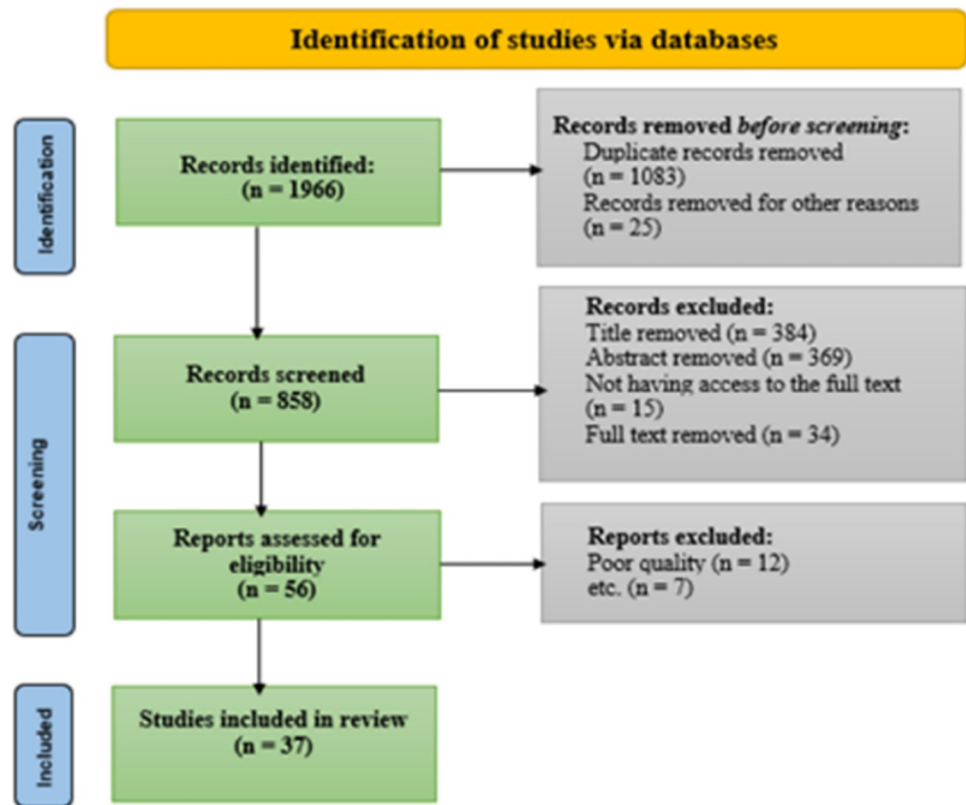 Identification of studies via databases
Identification
Records identified:
(n = 1966)
Records removed before screening:
Duplicate records removed
(n = 1083)
Records removed for other reasons
(n = 25)
Screening
Records screened
(n = 858)
Records excluded:
Title removed (n = 384)
Abstract removed (n = 369)
Not having access to the full text
(n = 15)
Full text removed (n = 34)
Reports assessed for
eligibility
(n = 56)
Reports excluded:
Poor quality (n = 12)
etc. (n = 7)
Included
Studies included in review
(n = 37)